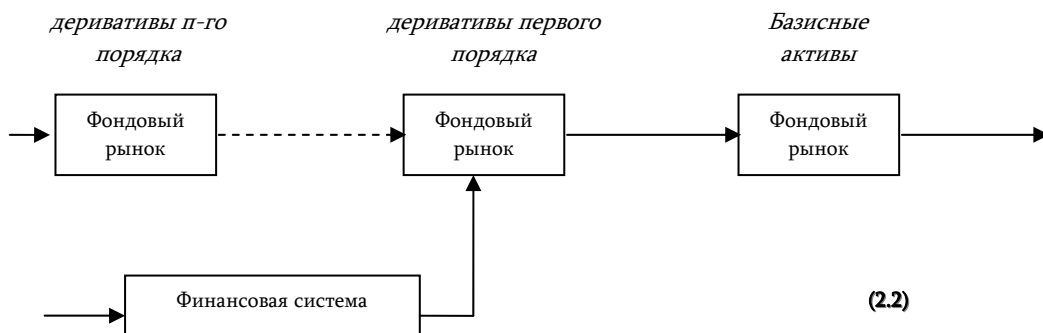 деривативы п-го
порядка
деривативы первого
порядка
Базисные
активы
Фондовый
рынок
Фондовый
рынок
Фондовый
рынок
Финансовая система
(2.2)